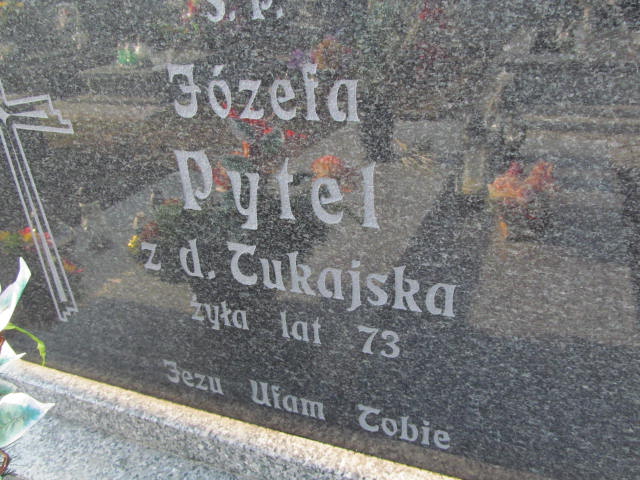 Ś. P.
Józefa
Pytel
z d. Tukajska
żyła lat 73
Jezu Ufam Tobie